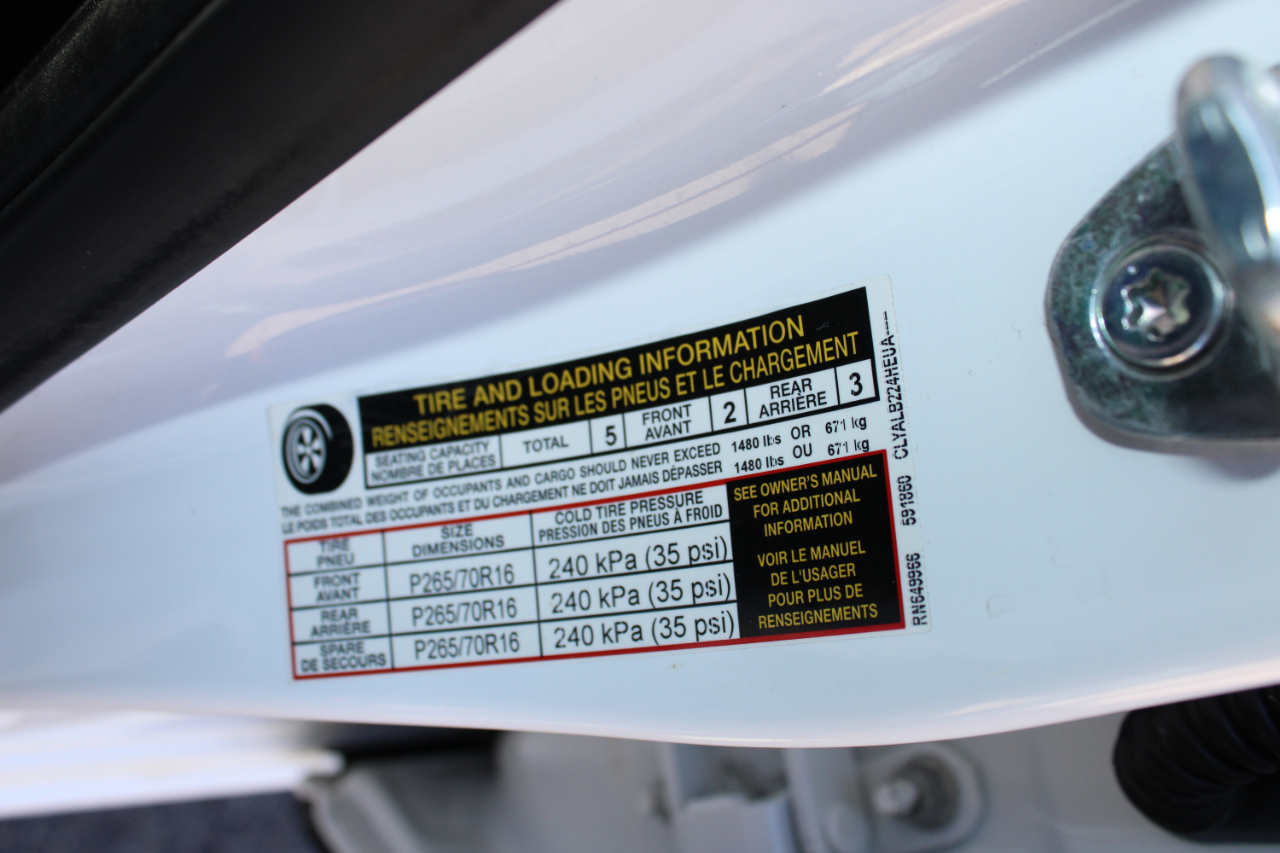 TIRE AND LOADING INFORMATION
RENSEIGNEMENTS SUR LES PNEUS ET LE CHARGEMENT
SEATING CAPACITY TOTAL 5 FRONT 2 REAR 3
NOMBRE DE PLACES AVANT ARRIÈRE
THE COMBINED WEIGHT OF OCCUPANTS AND CARGO SHOULD NEVER EXCEED 1480 lbs OR 671 kg
LE POIDS TOTAL DES OCCUPANTS ET DU CHARGEMENT NE DOIT JAMAIS DÉPASSER 1480 lbs OU 671 kg
TIRE SIZE COLD TIRE PRESSURE
PNEU DIMENSIONS PRESSION DES PNEUS À FROID
FRONT
AVANT P265/70R16 240 kPa (35 psi)
REAR
ARRIÈRE P265/70R16 240 kPa (35 psi)
SPARE
DE SECOURS P265/70R16 240 kPa (35 psi)
SEE OWNER'S MANUAL
FOR ADDITIONAL
INFORMATION
VOIR LE MANUEL
DE L'USAGER
POUR PLUS DE
RENSEIGNEMENTS
RN649966 591860 CLYALB224HEUA___